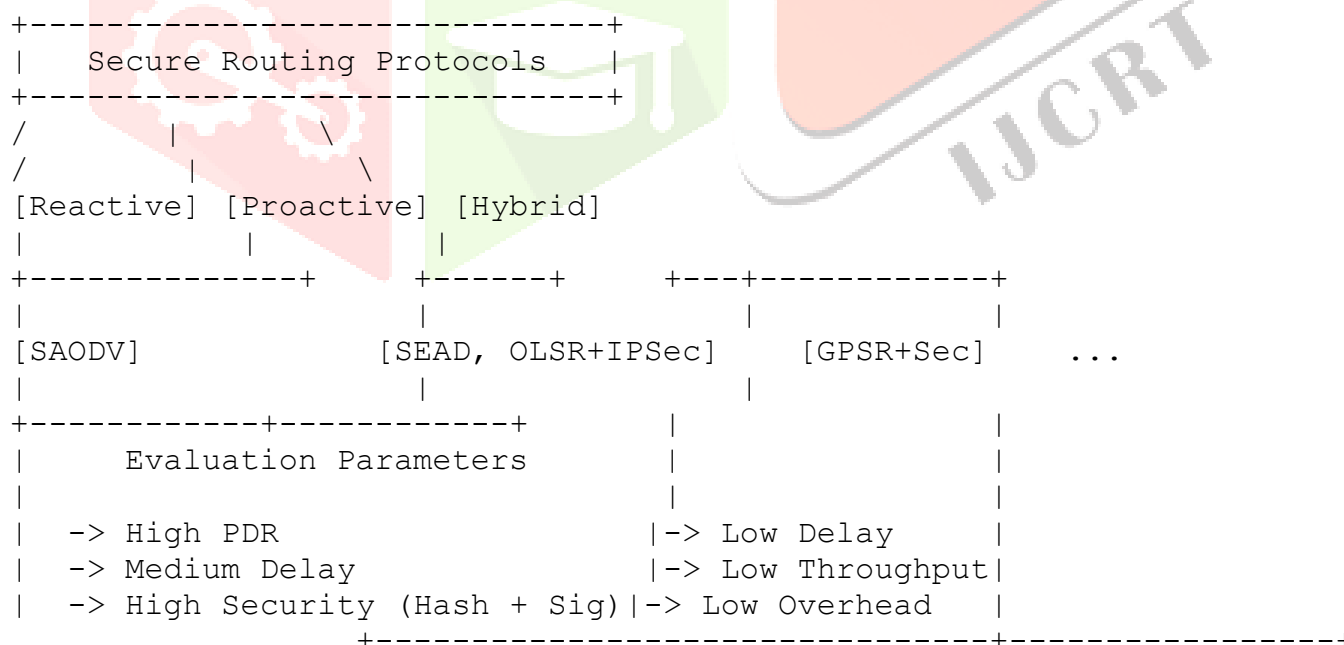 +------------------------------+
|   Secure Routing Protocols   |
+------------------------------+
/       |       \
/        |        \
[Reactive] [Proactive] [Hybrid]
|           |         |
+--------------+     +------+     +---+------------+
|                    |                |            |
[SAODV]             [SEAD, OLSR+IPSec]    [GPSR+Sec]    ...
|                    |                |
+------------+------------+       |               |
|     Evaluation Parameters       |               |
|                                |               |
|  -> High PDR                  |-> Low Delay     |
|  -> Medium Delay              |-> Low Throughput|
|  -> High Security (Hash + Sig)|-> Low Overhead   |
+-------------------------------+-----------------+
IJCRT